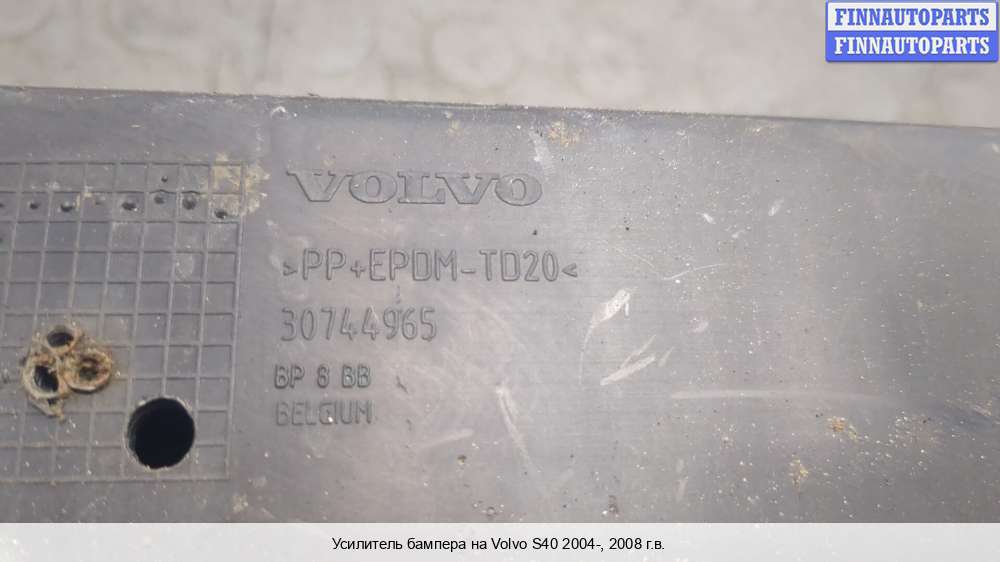 FINNAUTOPARTS
FINNAUTOPARTS
VOLVO
>PP+EPDM-TD20<
30744965
BP 8 BB
BELGIUM
Усилитель бампера на Volvo S40 2004-, 2008 г.в.